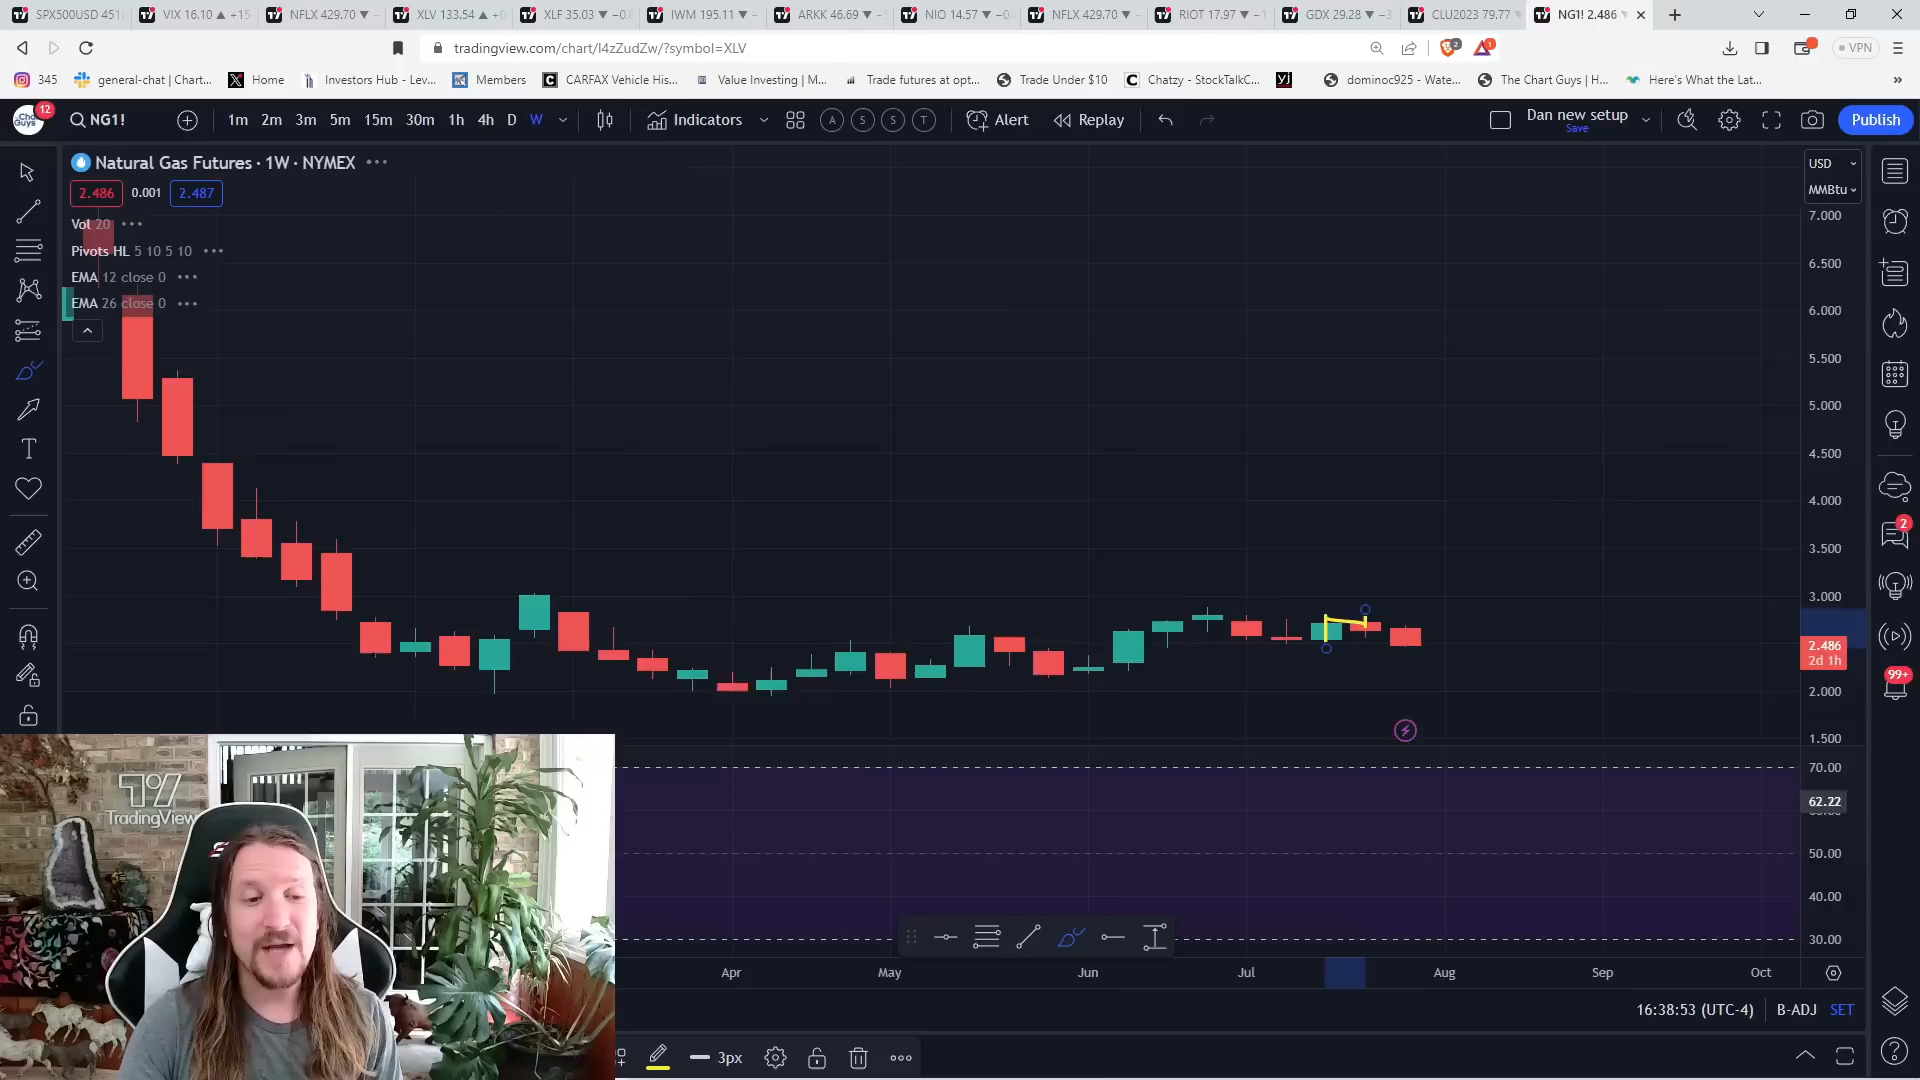 SPX500USD 451
VIX 16.10 ▲ +15
NFLX 429.70 ▼ −
XLV 133.54 ▲ +0
XLF 35.03 ▼ −0.
IWM 195.11 ▼ −
ARKK 46.69 ▼ −
NIO 14.57 ▼ −0
NFLX 429.70 ▼ −
RIOT 17.97 ▼ −1
GDX 29.28 ▼ −3
CLU2023 79.77 ▼
NG1! 2.486 ▼
tradingview.com/chart/I4zZudZw/?symbol=XLV
2
1
VPN
345
general-chat | Chart...
Home
Investors Hub - Lev...
Members
CARFAX Vehicle His...
Value Investing | M...
Trade futures at opt...
Trade Under $10
Chatzy - StockTalkC...
dominoc925 - Wate...
The Chart Guys | H...
Here's What the Lat...
12
NG1!
1m 2m 3m 5m 15m 30m 1h 4h D W
Indicators
A S S T
Alert
Replay
Dan new setup
Save
Publish
Natural Gas Futures · 1W · NYMEX
USD
MMBtu
2.486 0.001 2.487
Vol 20
Pivots HL 5 10 5 10
EMA 12 close 0
EMA 26 close 0
7.000
6.500
6.000
5.500
5.000
4.500
4.000
3.500
3.000
2.486
2d 1h
2.000
1.500
70.00
62.22
50.00
40.00
30.00
2
99+
TradingView
Apr May Jun Jul Aug Sep Oct
16:38:53 (UTC-4) B-ADJ SET
3px